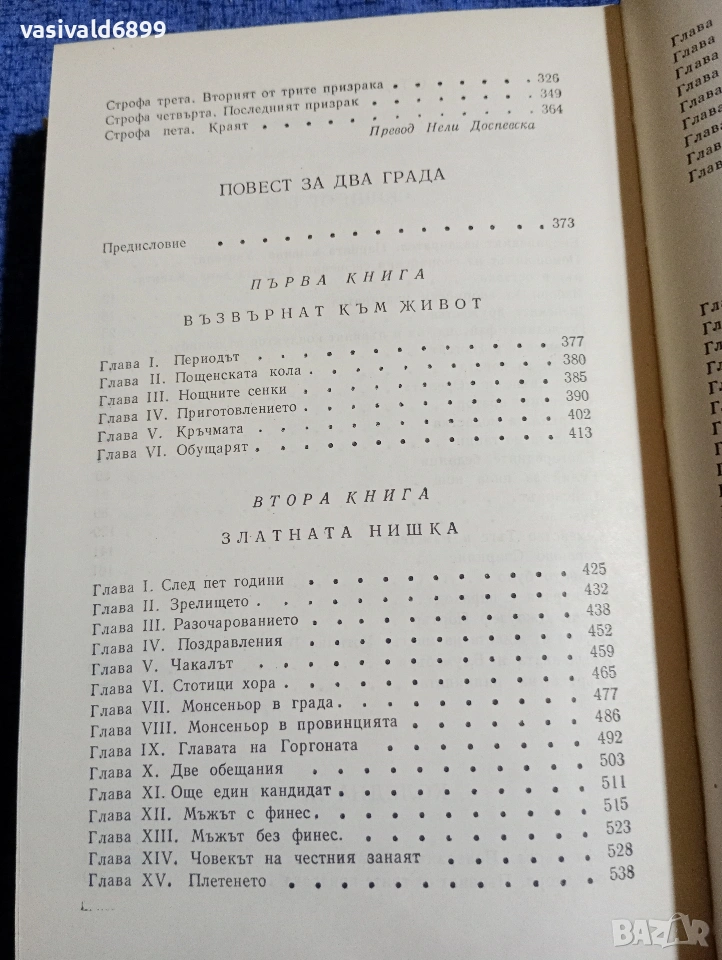 vasivald6899
Строфа трета. Вторият от трите призрака . . . . . . 326
Строфа четвърта. Последният призрак . . . . . . . 349
Строфа пета. Краят . . . . . . . . . . . . 364
Превод Нели Доспевска
ПОВЕСТ ЗА ДВА ГРАДА
Предисловие . . . . . . . . . . . . . . . 373
ПЪРВА КНИГА
ВЪЗВЪРНАТ КЪМ ЖИВОТ
Глава I. Периодът . . . . . . . . . . . . . 377
Глава II. Пощенската кола . . . . . . . . . . 380
Глава III. Нощните сенки . . . . . . . . . . 385
Глава IV. Приготовлението . . . . . . . . . . 390
Глава V. Кръчмата . . . . . . . . . . . . 402
Глава VI. Обущарят . . . . . . . . . . . . 413
ВТОРА КНИГА
ЗЛАТНАТА НИШКА
Глава I. След пет години . . . . . . . . . . . 425
Глава II. Зрелището . . . . . . . . . . . . 432
Глава III. Разочарованието . . . . . . . . . . 438
Глава IV. Поздравления . . . . . . . . . . . 452
Глава V. Чакалът . . . . . . . . . . . . . 459
Глава VI. Стотици хора . . . . . . . . . . . 465
Глава VII. Монсеньор в града . . . . . . . . . 477
Глава VIII. Монсеньор в провинцията . . . . . . . 486
Глава IX. Главата на Горгоната . . . . . . . . 492
Глава X. Две обещания . . . . . . . . . . . 503
Глава XI. Още един кандидат . . . . . . . . . 511
Глава XII. Мъжът с финес . . . . . . . . . . 515
Глава XIII. Мъжът без финес . . . . . . . . . 523
Глава XIV. Човекът на честния занаят . . . . . . 528
Глава XV. Плетенето . . . . . . . . . . . . 538
Глава
Глава
Глава
Глава
Глава
Глава
Глава
Глава
BAZAR